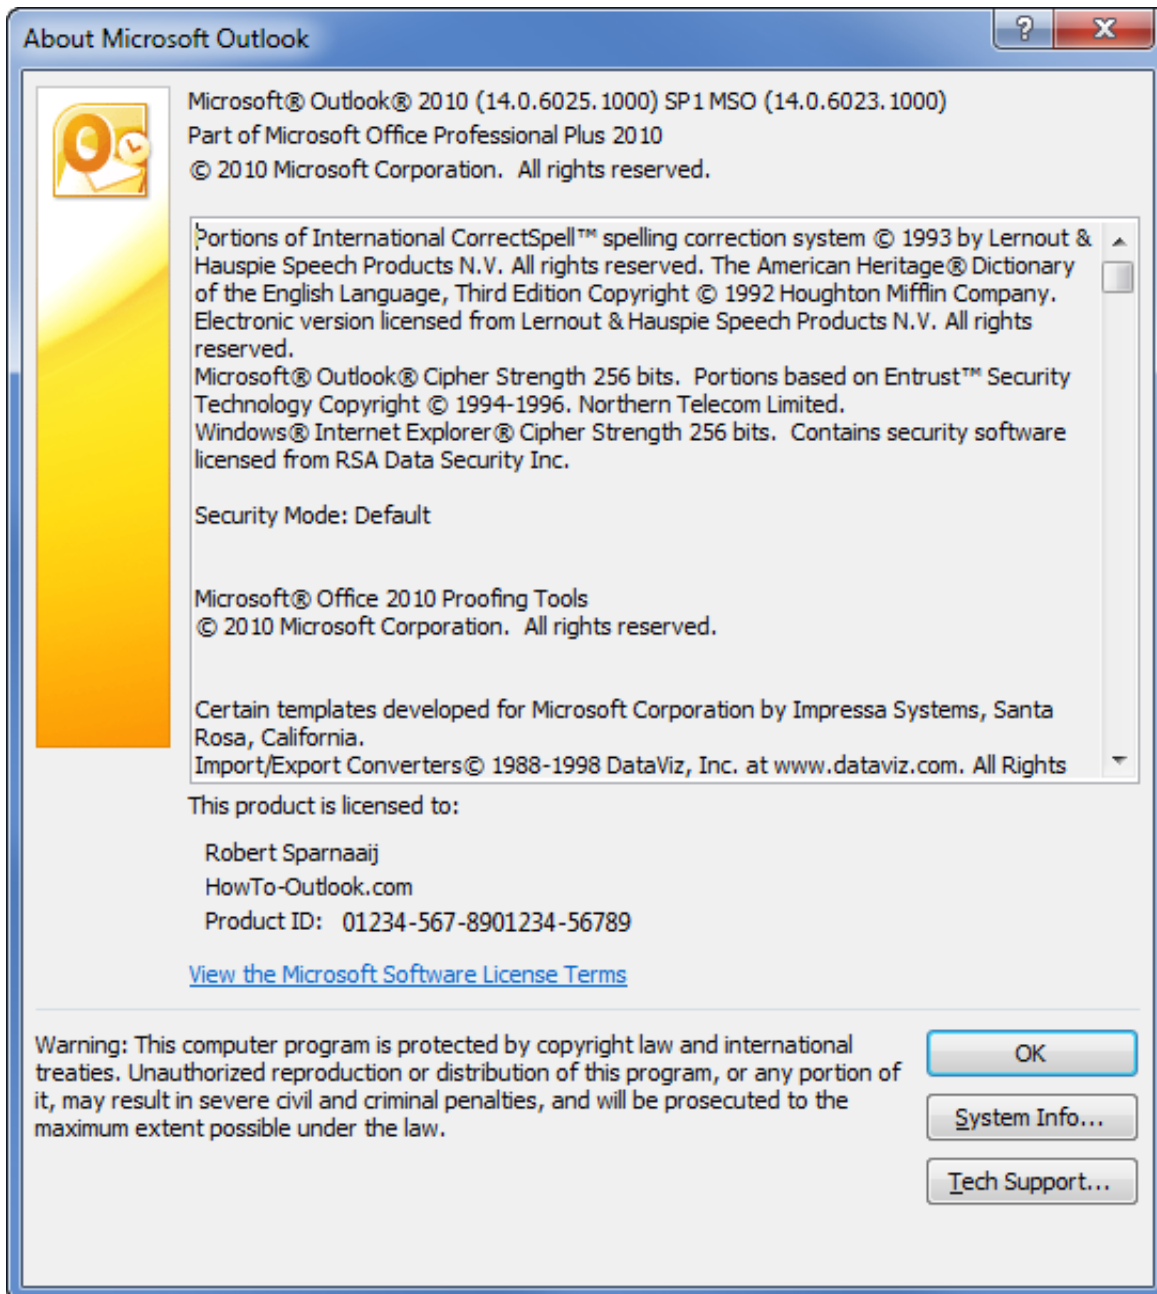 About Microsoft Outlook
Microsoft® Outlook® 2010 (14.0.6025.1000) SP1 MSO (14.0.6023.1000)
Part of Microsoft Office Professional Plus 2010
© 2010 Microsoft Corporation.  All rights reserved.
Portions of International CorrectSpell™ spelling correction system © 1993 by Lernout &
Hauspie Speech Products N.V. All rights reserved. The American Heritage® Dictionary
of the English Language, Third Edition Copyright © 1992 Houghton Mifflin Company.
Electronic version licensed from Lernout & Hauspie Speech Products N.V. All rights
reserved.
Microsoft® Outlook® Cipher Strength 256 bits.  Portions based on Entrust™ Security
Technology Copyright © 1994-1996. Northern Telecom Limited.
Windows® Internet Explorer® Cipher Strength 256 bits.  Contains security software
licensed from RSA Data Security Inc.
Security Mode: Default
Microsoft® Office 2010 Proofing Tools
© 2010 Microsoft Corporation.  All rights reserved.
Certain templates developed for Microsoft Corporation by Impressa Systems, Santa
Rosa, California.
Import/Export Converters© 1988-1998 DataViz, Inc. at www.dataviz.com. All Rights
This product is licensed to:
Robert Sparnaaij
HowTo-Outlook.com
Product ID: 01234-567-8901234-56789
View the Microsoft Software License Terms
Warning: This computer program is protected by copyright law and international
treaties. Unauthorized reproduction or distribution of this program, or any portion of
it, may result in severe civil and criminal penalties, and will be prosecuted to the
maximum extent possible under the law.
OK
System Info...
Tech Support...